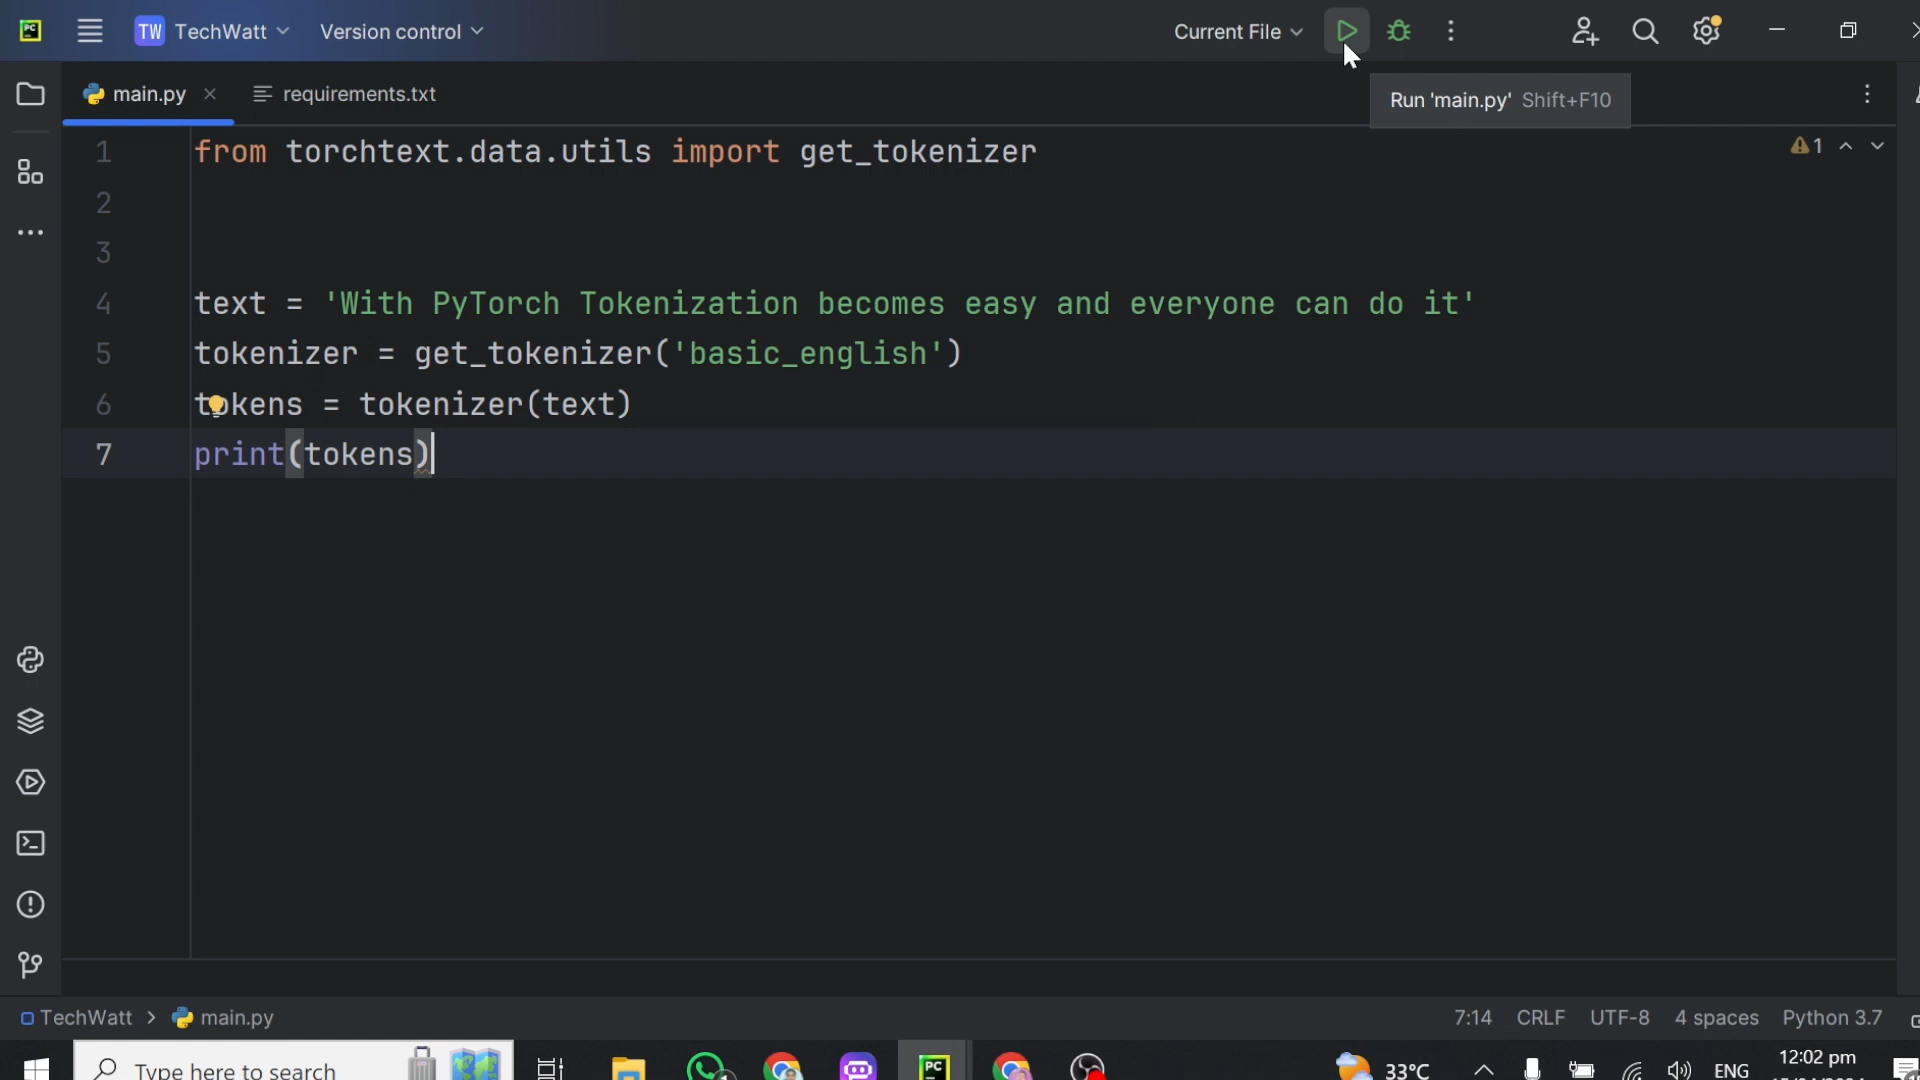 PC TW TechWatt Version control Current File
main.py requirements.txt Run 'main.py' Shift+F10
1 from torchtext.data.utils import get_tokenizer 1
2
3
4 text = 'With PyTorch Tokenization becomes easy and everyone can do it'
5 tokenizer = get_tokenizer('basic_english')
6 tokens = tokenizer(text)
7 print(tokens)
TechWatt > main.py 7:14 CRLF UTF-8 4 spaces Python 3.7
Type here to search PC 33°C ENG 12:02 pm